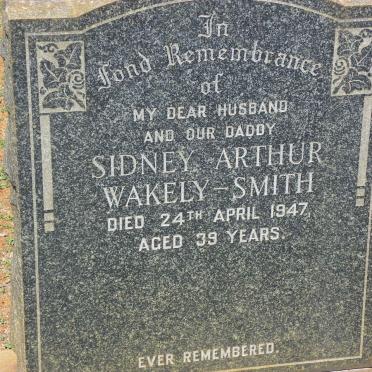 In
Fond Remembrance
of
MY DEAR HUSBAND
AND OUR DADDY
SIDNEY ARTHUR
WAKELY-SMITH
DIED 24TH APRIL 1947,
AGED 39 YEARS.
EVER REMEMBERED.